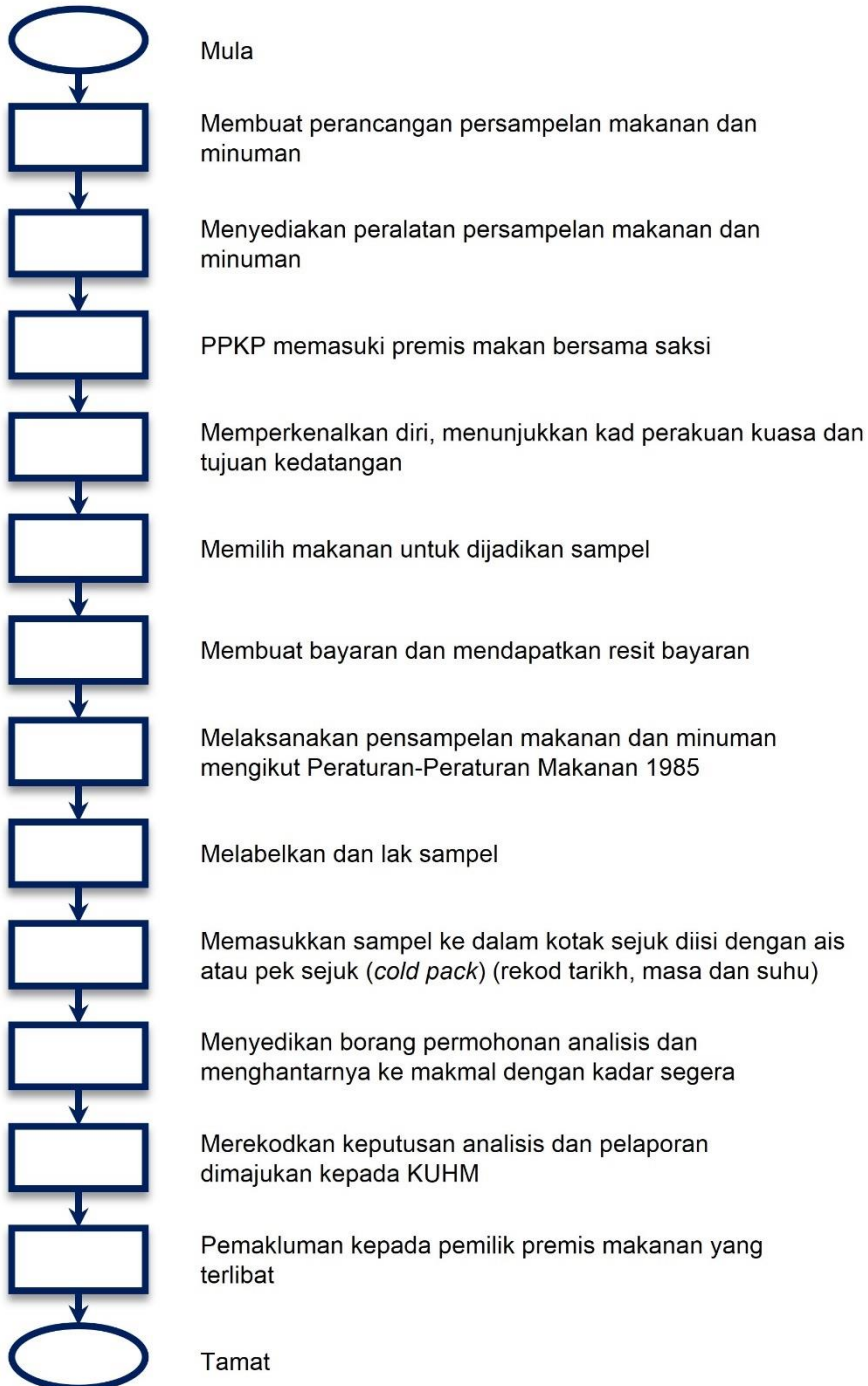 Mula
Membuat perancangan persampelan makanan dan
minuman
Menyediakan peralatan persampelan makanan dan
minuman
PPKP memasuki premis makan bersama saksi
Memperkenalkan diri, menunjukkan kad perakuan kuasa dan
tujuan kedatangan
Memilih makanan untuk dijadikan sampel
Membuat bayaran dan mendapatkan resit bayaran
Melaksanakan pensampelan makanan dan minuman
mengikut Peraturan-Peraturan Makanan 1985
Melabelkan dan lak sampel
Memasukkan sampel ke dalam kotak sejuk diisi dengan ais
atau pek sejuk (cold pack) (rekod tarikh, masa dan suhu)
Menyedikan borang permohonan analisis dan
menghantarnya ke makmal dengan kadar segera
Merekodkan keputusan analisis dan pelaporan
dimajukan kepada KUHM
Pemakluman kepada pemilik premis makanan yang
terlibat
Tamat